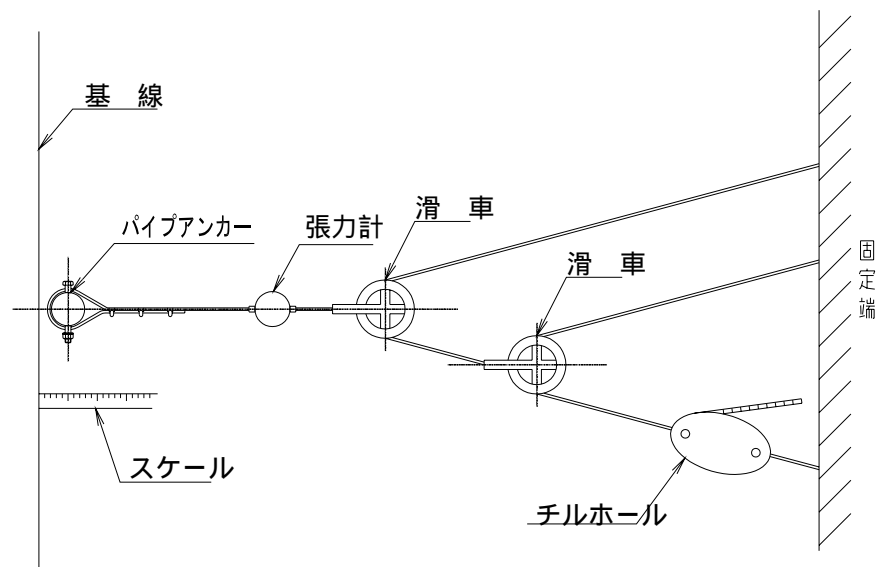 基　線
パイプアンカー
張力計
滑　車
滑　車
固定端
スケール
チルホール